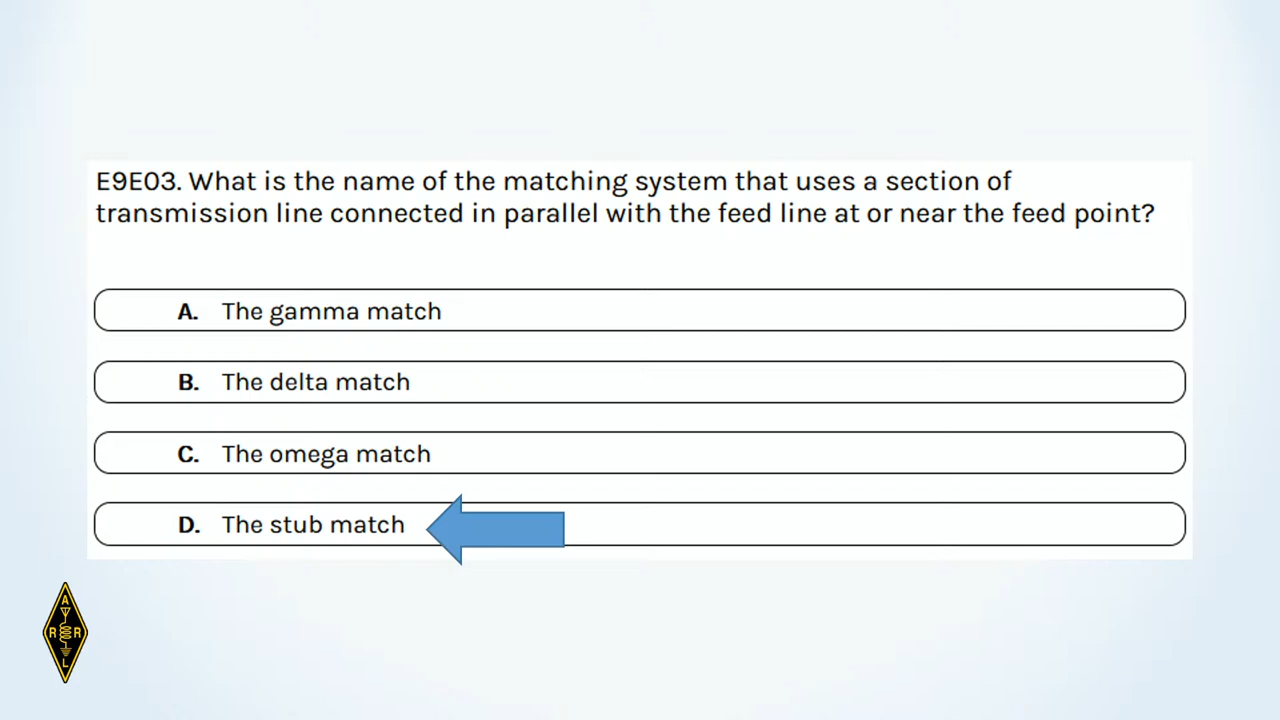 E9E03. What is the name of the matching system that uses a section of
transmission line connected in parallel with the feed line at or near the feed point?
A. The gamma match
B. The delta match
C. The omega match
D. The stub match
A
R R
L